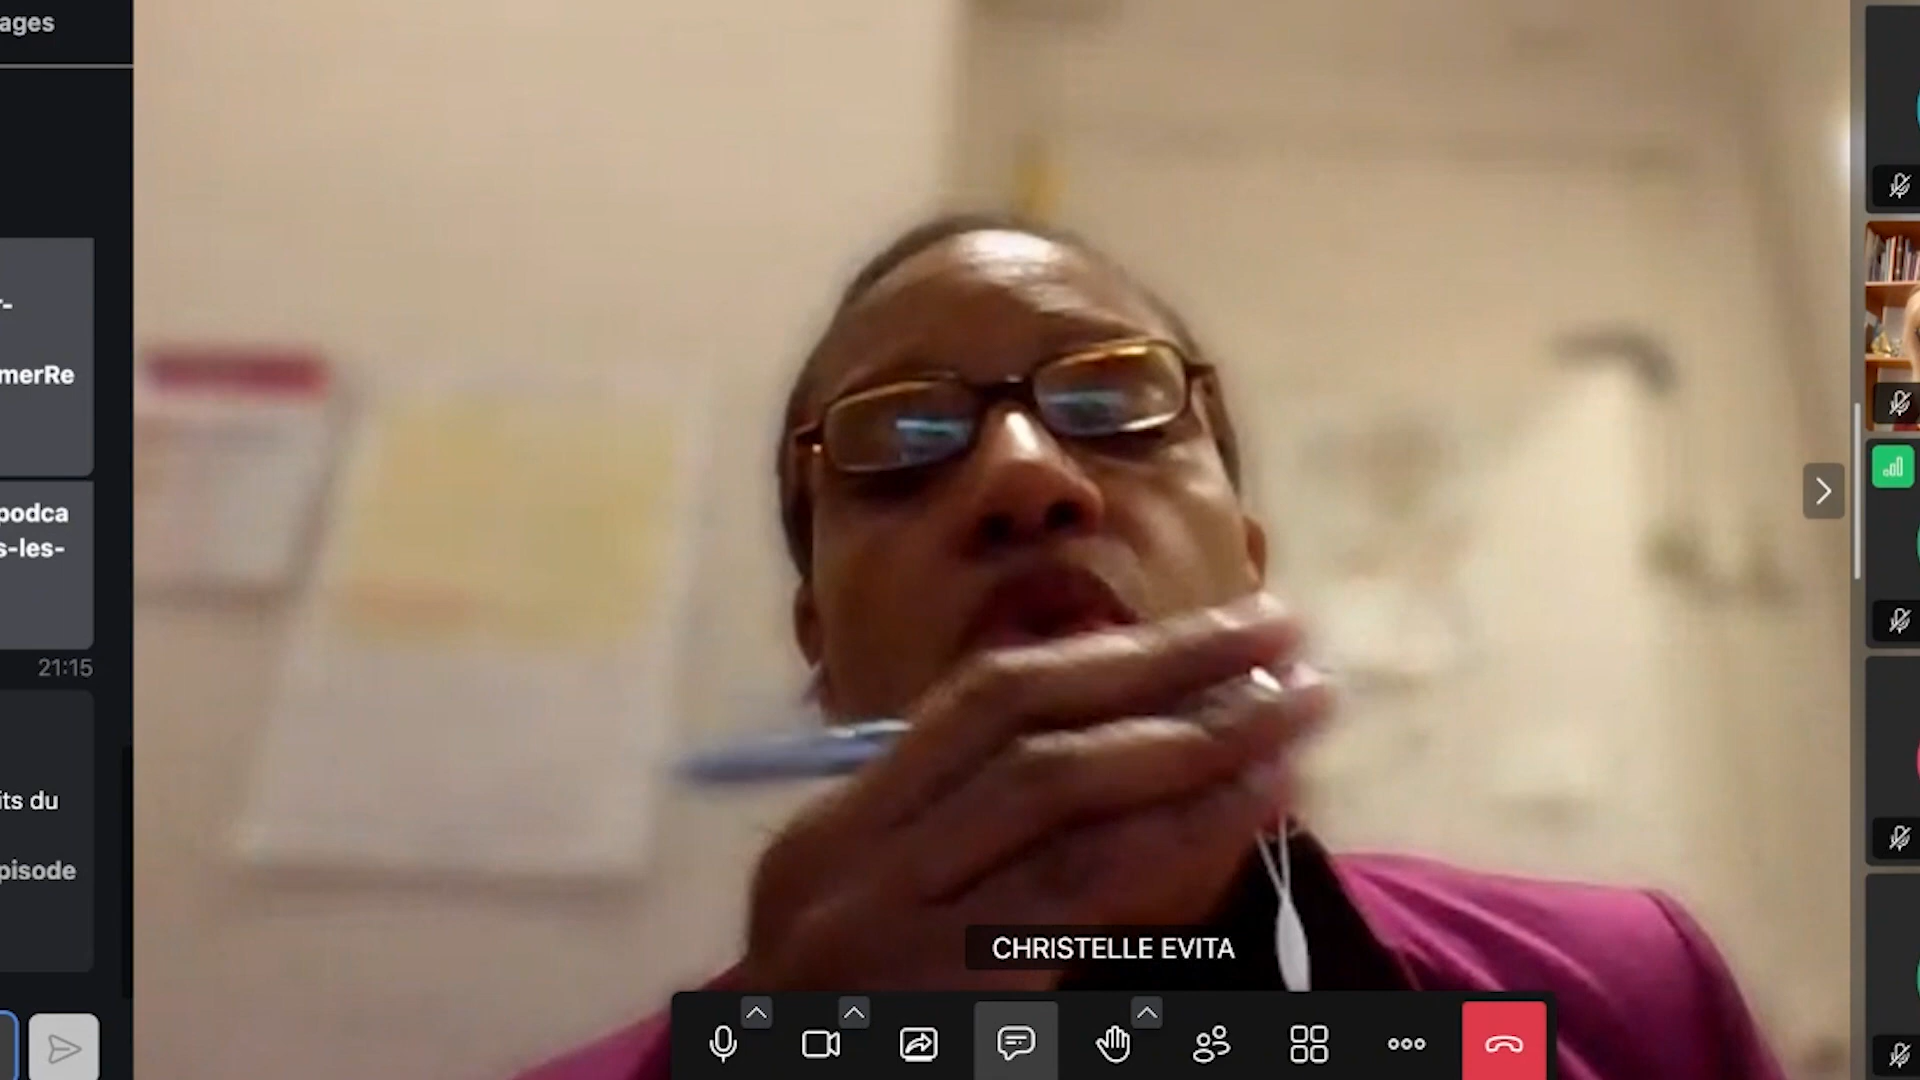 ages
r-
merRe
podca
s-les-
21:15
its du
pisode
CHRISTELLE EVITA